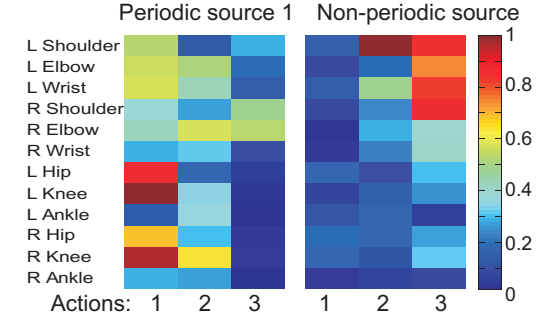 Periodic source 1 Non-periodic source
L Shoulder
L Elbow
L Wrist
R Shoulder
R Elbow
R Wrist
L Hip
L Knee
L Ankle
R Hip
R Knee
R Ankle
1
0.8
0.6
0.4
0.2
0
Actions: 1 2 3 1 2 3